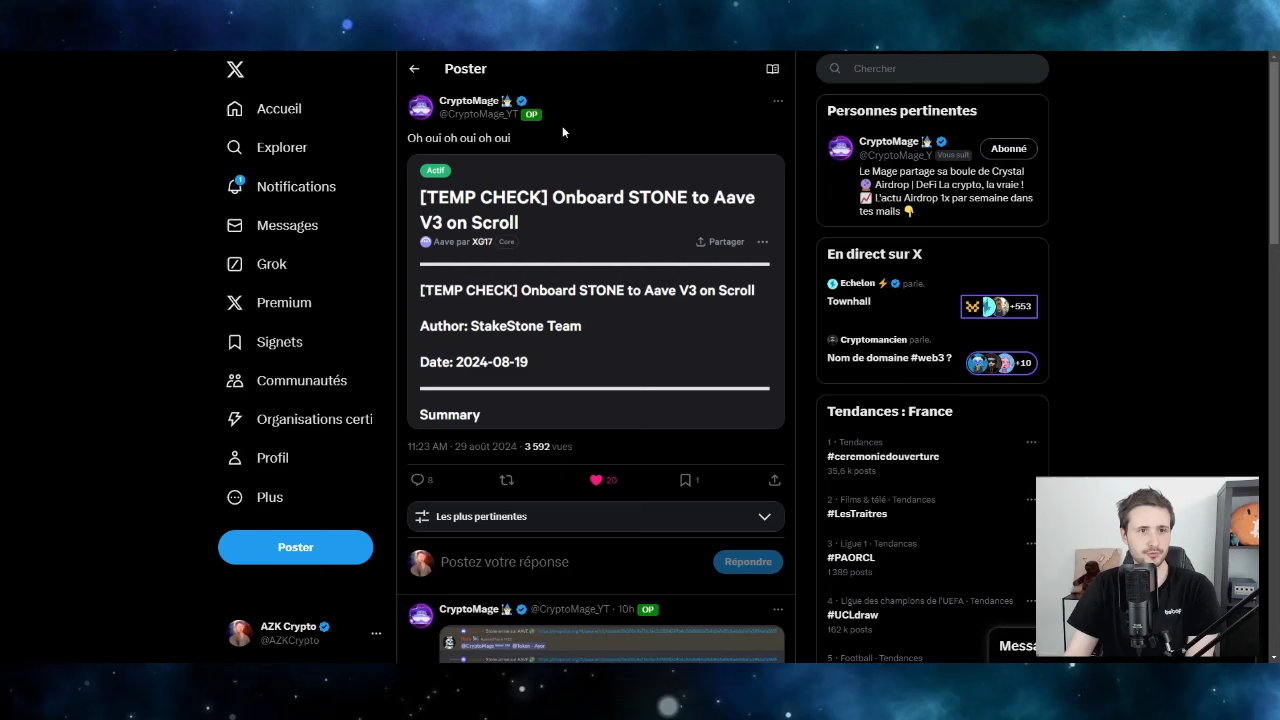 Accueil
Explorer
1
Notifications
Messages
Grok
Premium
Signets
Communautés
Organisations certi
Profil
Plus
Poster
AZK Crypto
@AZKCrypto
Poster
CryptoMage
@CryptoMage_YT OP
Oh oui oh oui oh oui
Actif
[TEMP CHECK] Onboard STONE to Aave
V3 on Scroll
Aave par XG17 Core
Partager
[TEMP CHECK] Onboard STONE to Aave V3 on Scroll
Author: StakeStone Team
Date: 2024-08-19
Summary
11:23 AM · 29 août 2024 · 3 592 vues
8
20
1
Les plus pertinentes
Postez votre réponse
Répondre
CryptoMage @CryptoMage_YT · 10h OP
Chercher
Personnes pertinentes
CryptoMage
@CryptoMage_Y Vous suit
Abonné
Le Mage partage sa boule de Crystal
Airdrop | DeFi La crypto, la vraie !
L'actu Airdrop 1x par semaine dans
tes mails
En direct sur X
Echelon parle.
Townhall
+553
Cryptomancien parle.
Nom de domaine #web3 ?
+10
Tendances : France
1 · Tendances
#ceremoniedouverture
35,6 k posts
2 · Films & télé · Tendances
#LesTraitres
3 · Ligue 1 · Tendances
#PAORCL
1 389 posts
4 · Ligue des champions de l'UEFA · Tendances
#UCLdraw
162 k posts
5 · Football · Tendances
Messa
bebop